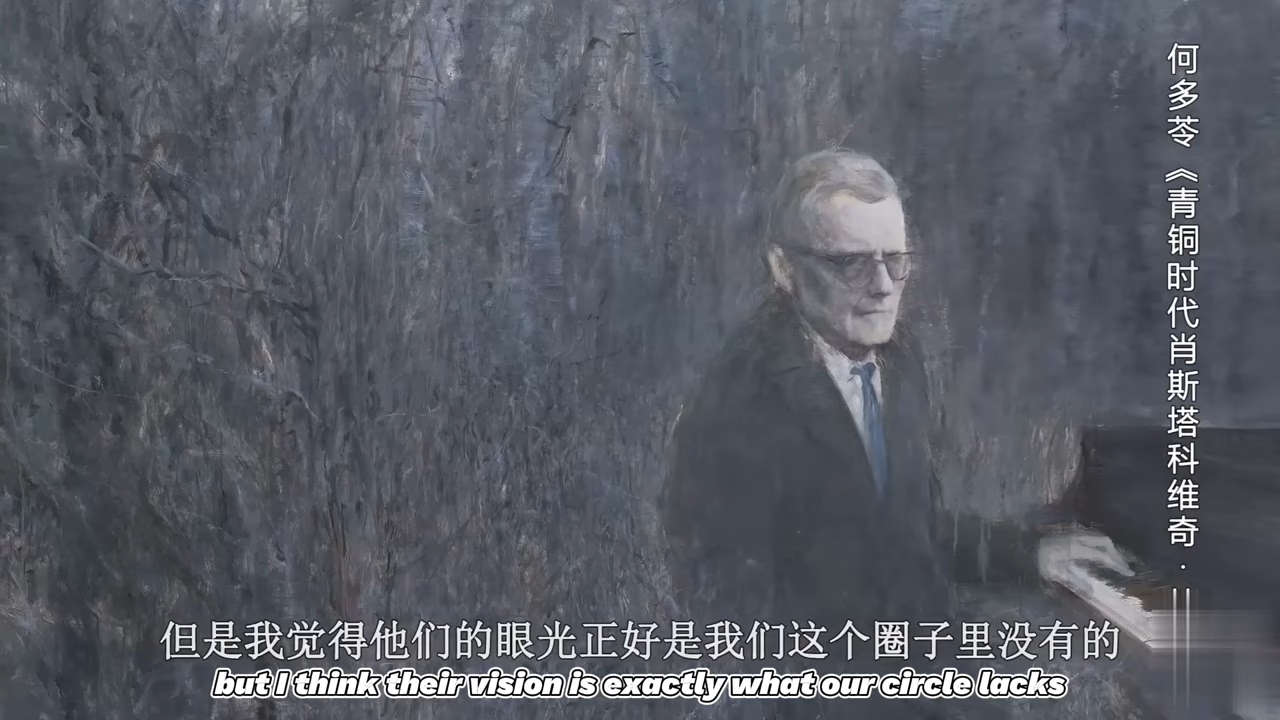 何多苓《青铜时代肖斯塔科维奇·
但是我觉得他们的眼光正好是我们这个圈子里没有的
but I think their vision is exactly what our circle lacks